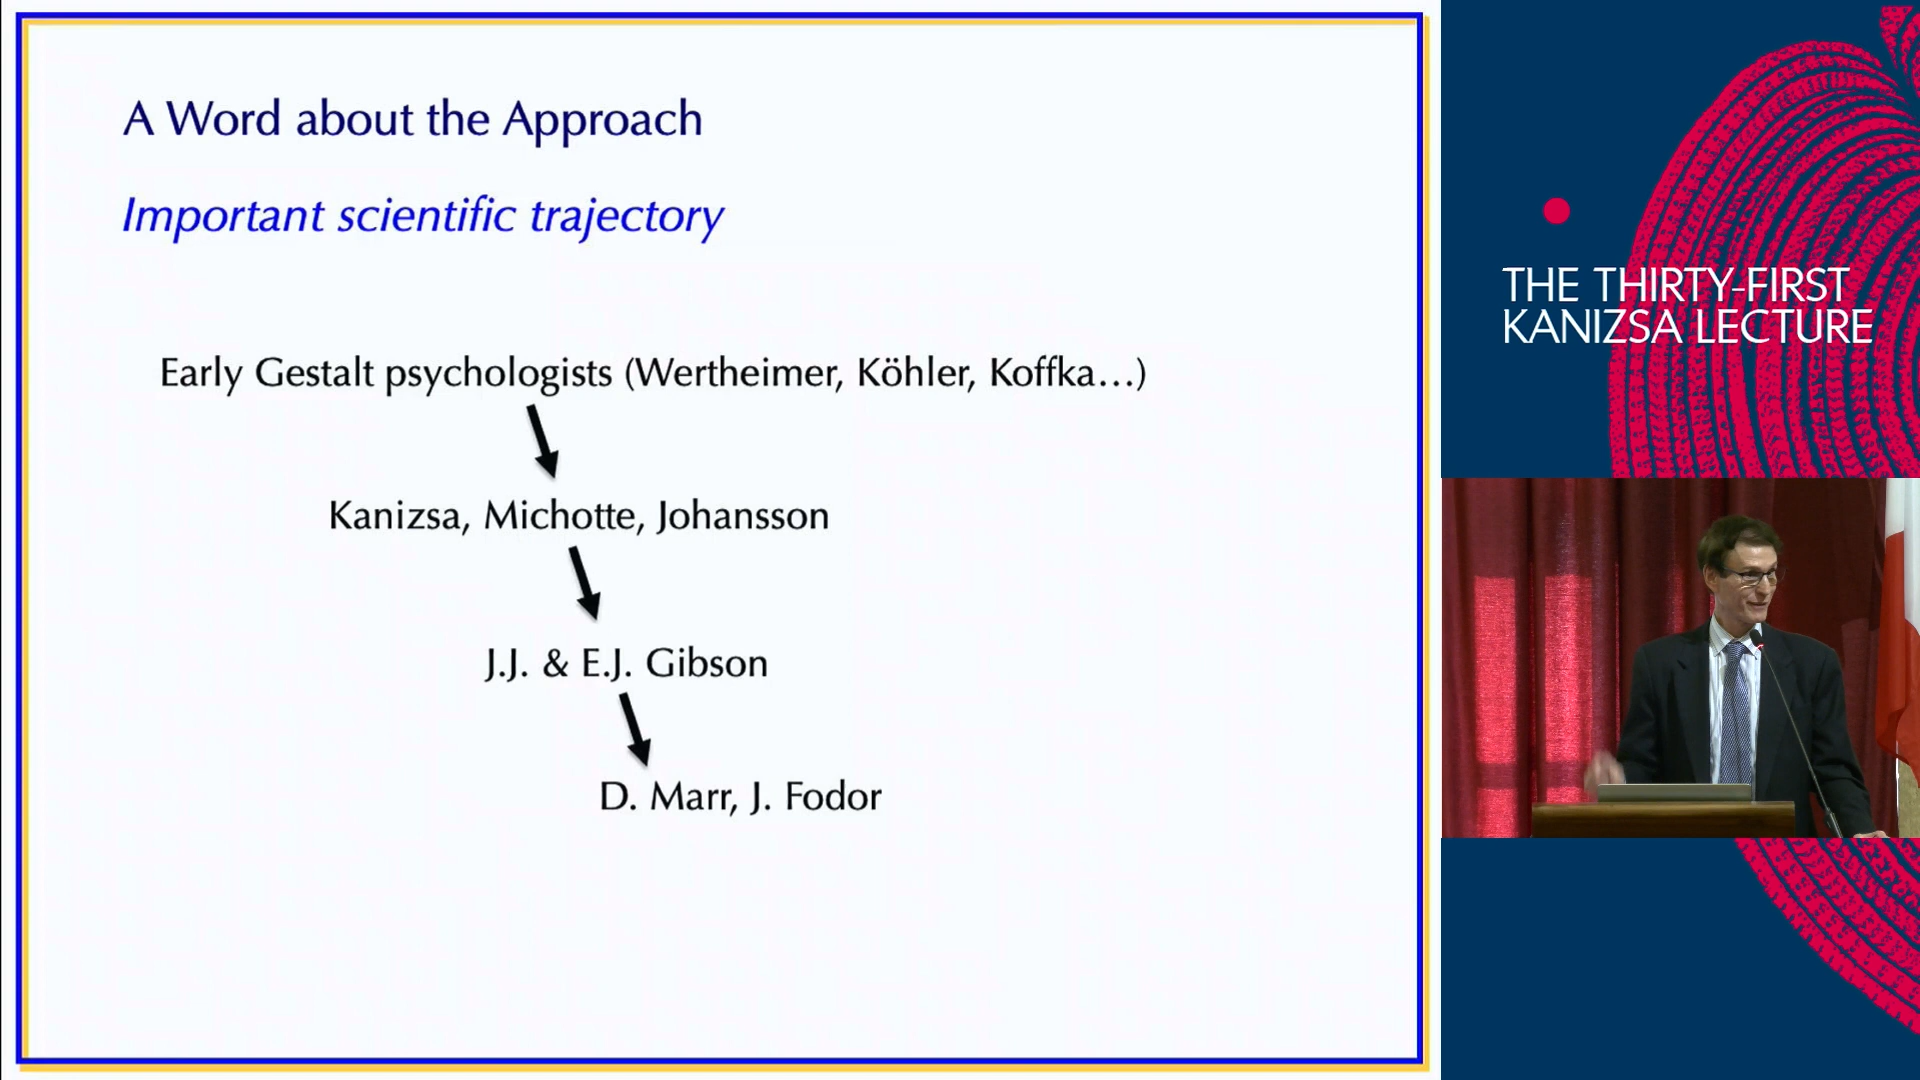 A Word about the Approach
Important scientific trajectory
Early Gestalt psychologists (Wertheimer, Köhler, Koffka…)
Kanizsa, Michotte, Johansson
J.J. & E.J. Gibson
D. Marr, J. Fodor
THE THIRTY-FIRST
KANIZSA LECTURE